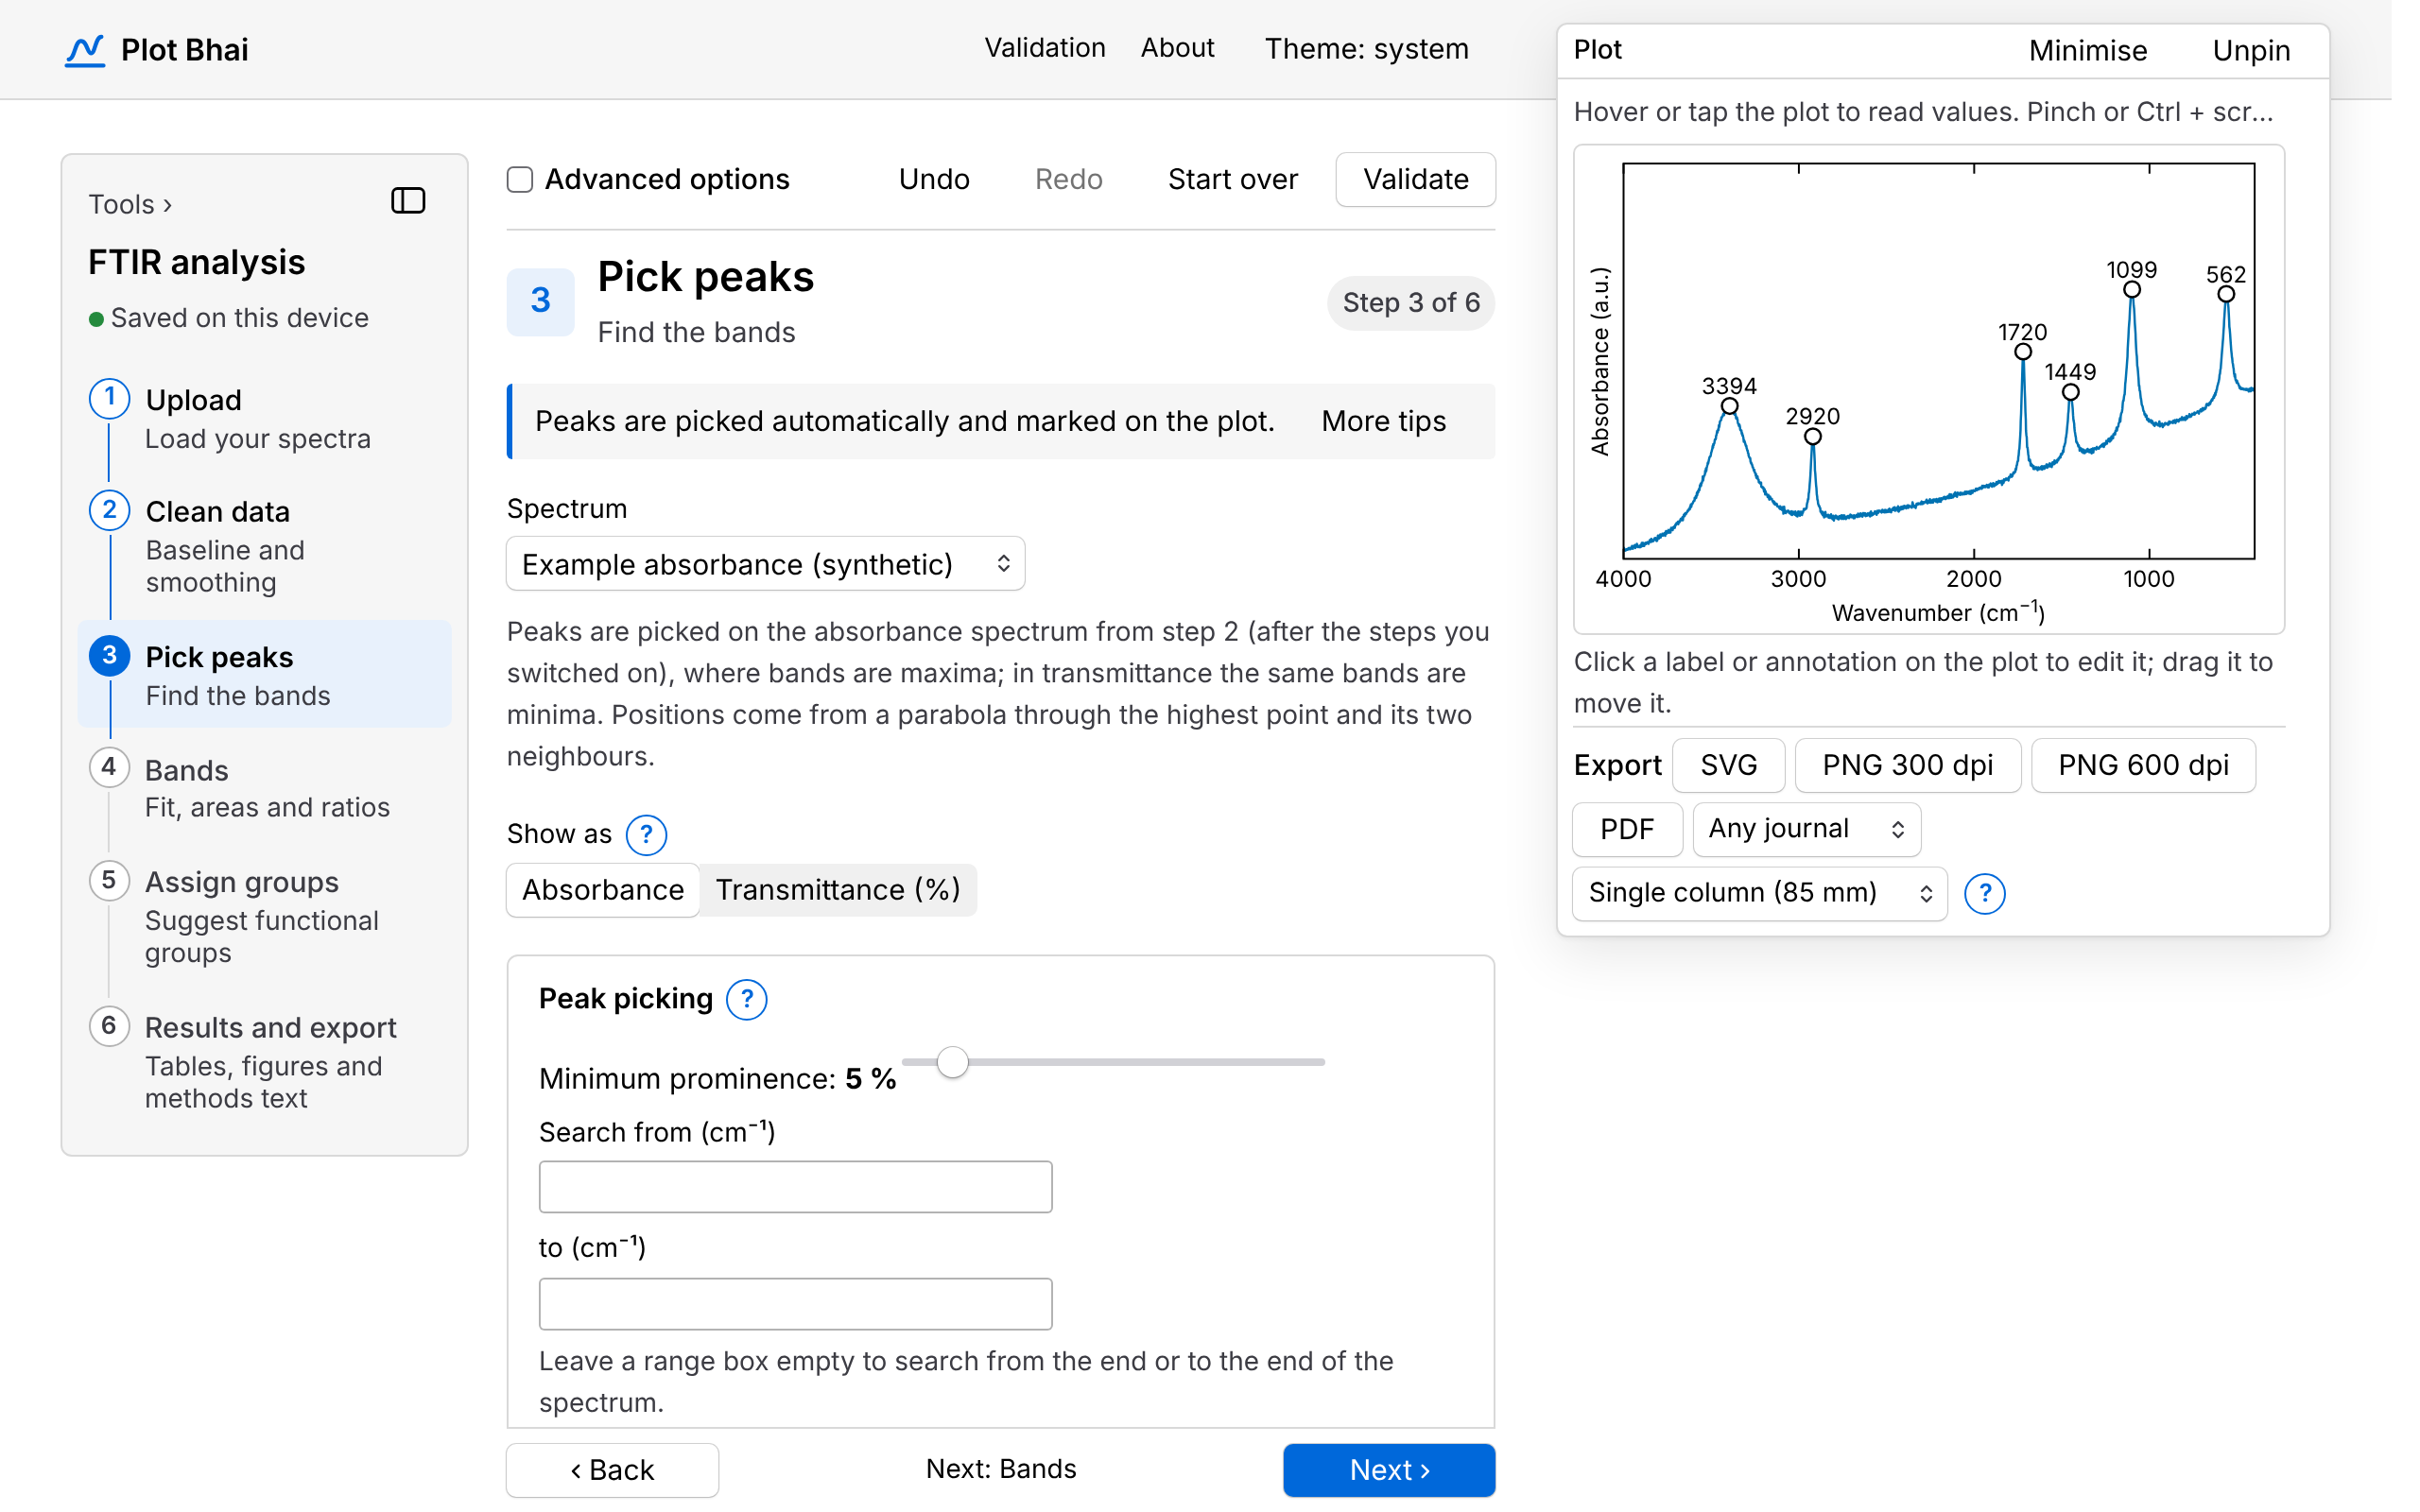 Plot Bhai
Validation
About
Theme: system
Tools ›
FTIR analysis
Saved on this device
1
Upload
Load your spectra
2
Clean data
Baseline and
smoothing
3
Pick peaks
Find the bands
4
Bands
Fit, areas and ratios
5
Assign groups
Suggest functional
groups
6
Results and export
Tables, figures and
methods text
Advanced options
Undo
Redo
Start over
Validate
3
Pick peaks
Find the bands
Step 3 of 6
Peaks are picked automatically and marked on the plot.
More tips
Spectrum
Example absorbance (synthetic)
Peaks are picked on the absorbance spectrum from step 2 (after the steps you
switched on), where bands are maxima; in transmittance the same bands are
minima. Positions come from a parabola through the highest point and its two
neighbours.
Show as ?
Absorbance
Transmittance (%)
Peak picking ?
Minimum prominence: 5 %
Search from (cm⁻¹)
to (cm⁻¹)
Leave a range box empty to search from the end or to the end of the
spectrum.
‹ Back
Next: Bands
Next ›
Plot
Minimise
Unpin
Hover or tap the plot to read values. Pinch or Ctrl + scr...
Absorbance (a.u.)
3394
2920
1720
1449
1099
562
4000
3000
2000
1000
Wavenumber (cm⁻¹)
Click a label or annotation on the plot to edit it; drag it to
move it.
Export
SVG
PNG 300 dpi
PNG 600 dpi
PDF
Any journal
Single column (85 mm)
?